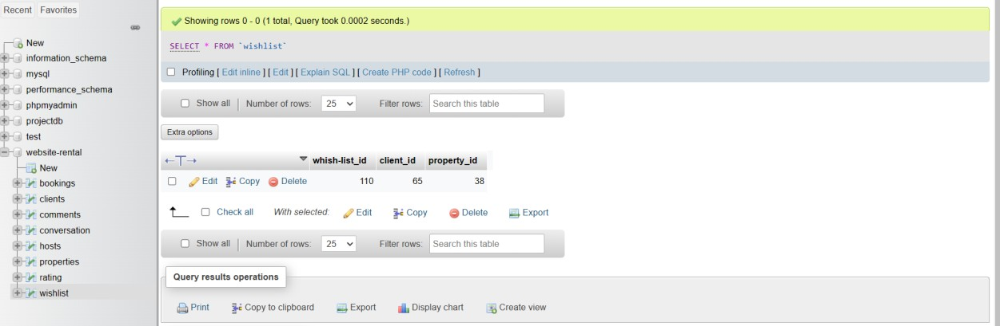 Recent Favorites
New
information_schema
mysql
performance_schema
phpmyadmin
projectdb
test
website-rental
New
bookings
clients
comments
conversation
hosts
properties
rating
wishlist
Showing rows 0 - 0 (1 total, Query took 0.0002 seconds.)
SELECT * FROM `wishlist`
Profiling [ Edit inline ] [ Edit ] [ Explain SQL ] [ Create PHP code ] [ Refresh ]
Show all Number of rows: 25 Filter rows: Search this table
Extra options
whish-list_id client_id property_id
Edit Copy Delete 110 65 38
Check all With selected: Edit Copy Delete Export
Show all Number of rows: 25 Filter rows: Search this table
Query results operations
Print Copy to clipboard Export Display chart Create view